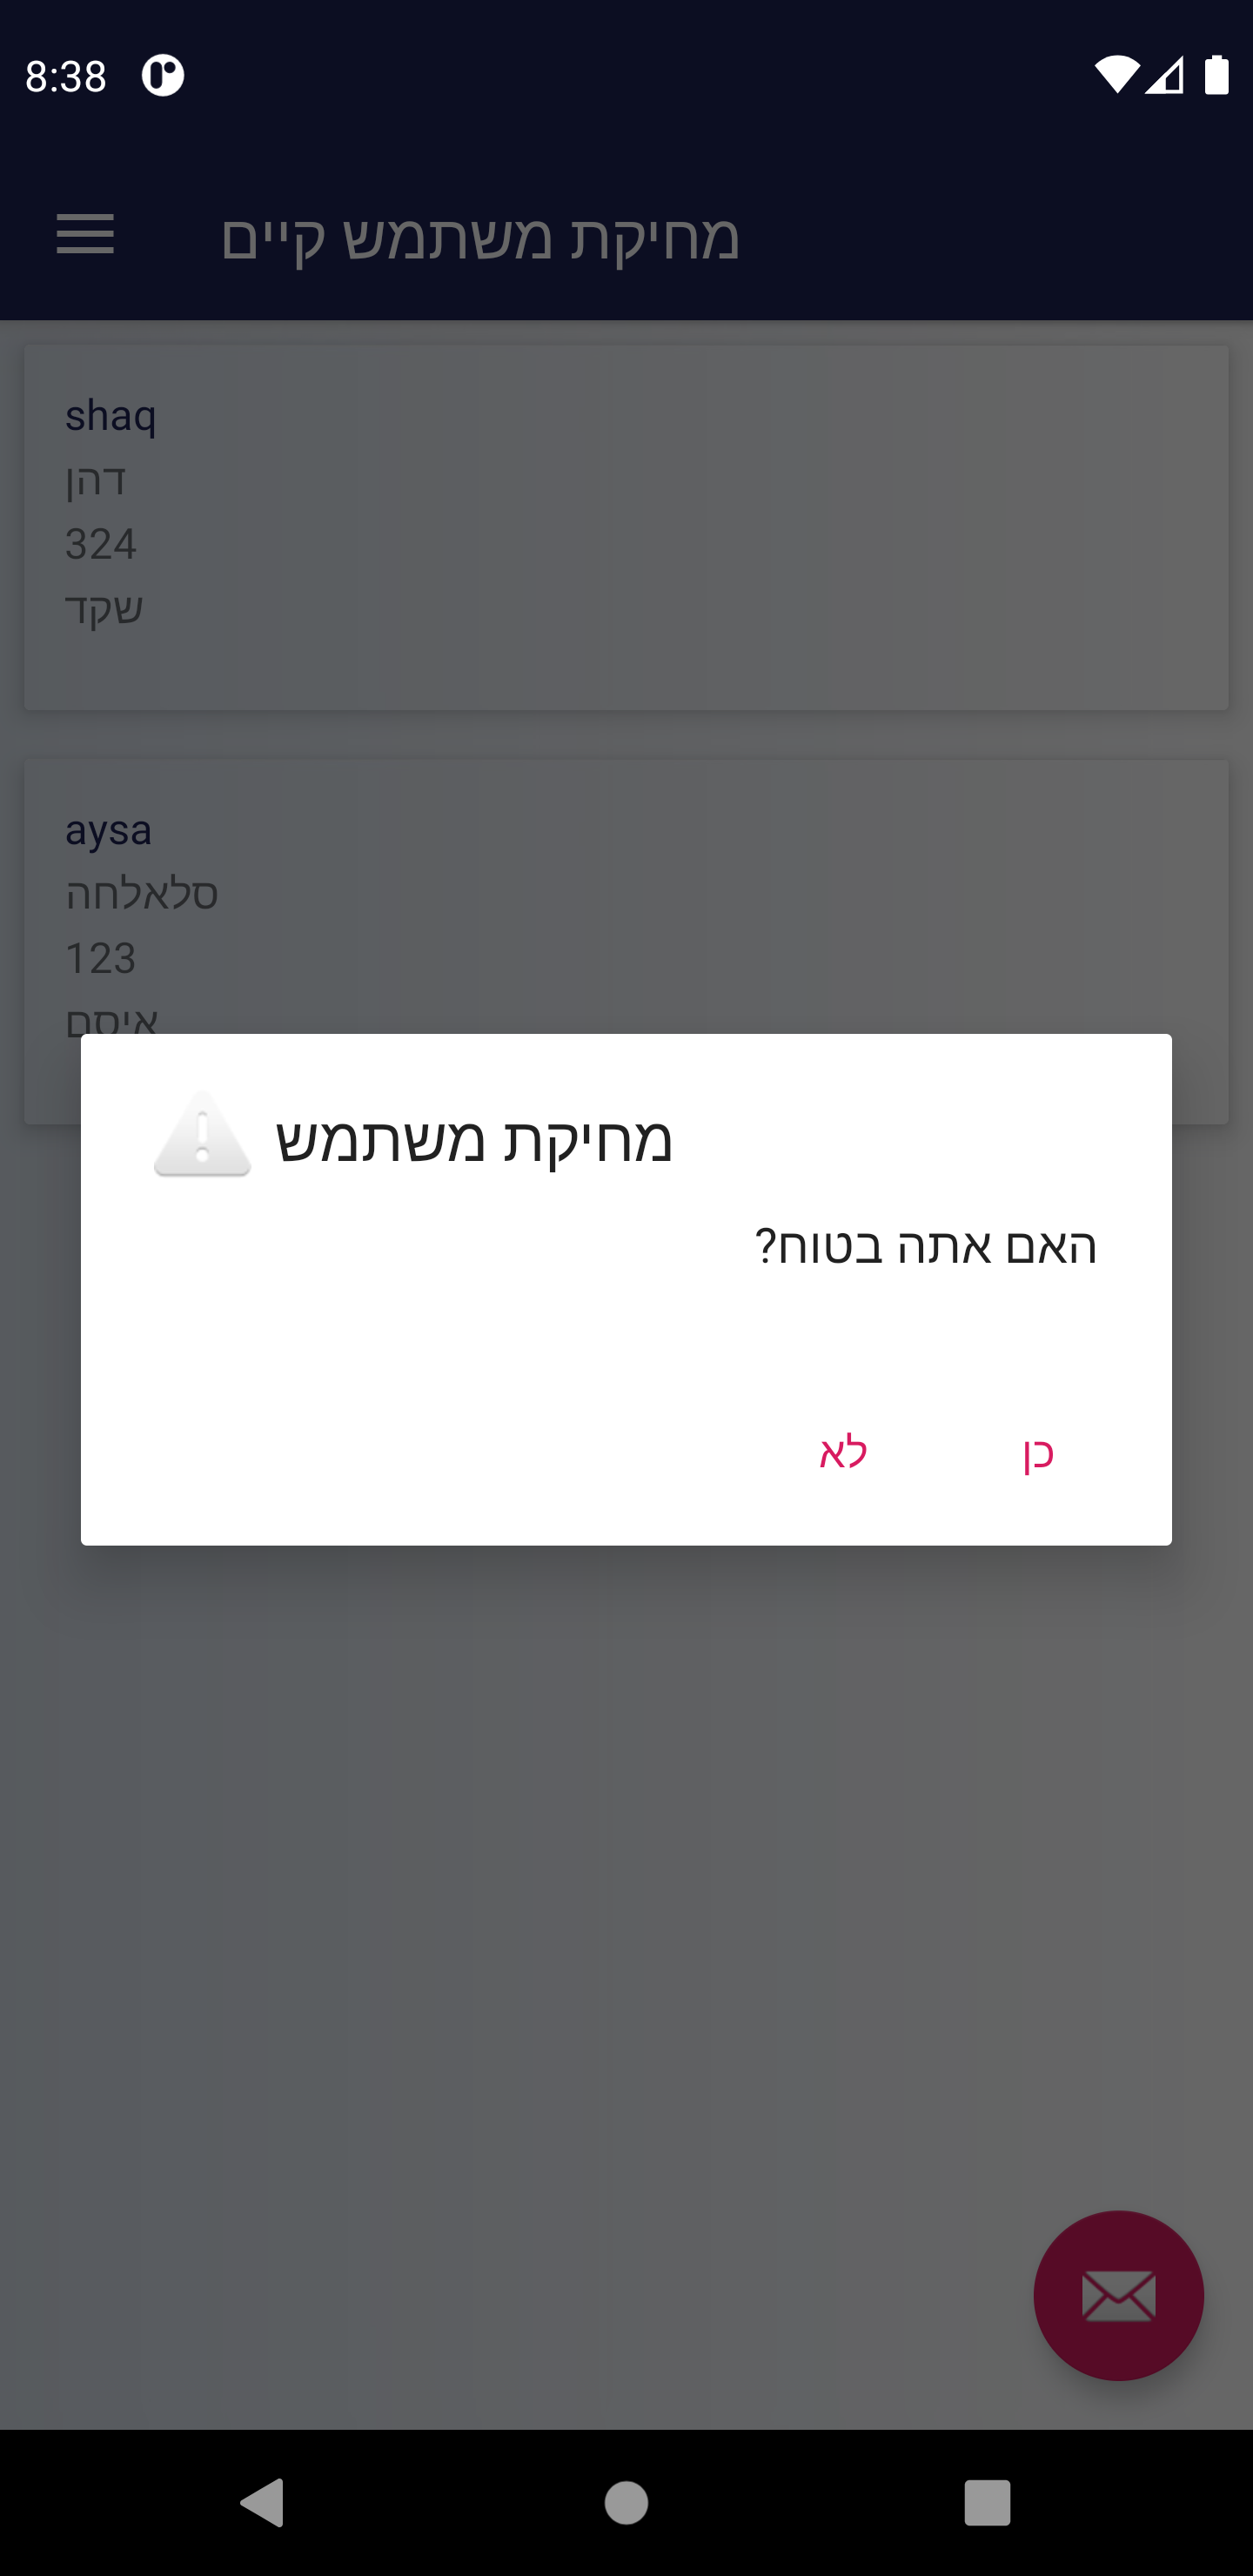 8:38
מחיקת משתמש קיים
shaq
דהן
324
שקד
aysa
סלאלחה
123
איסם
מחיקת משתמש
האם אתה בטוח?
כן
לא